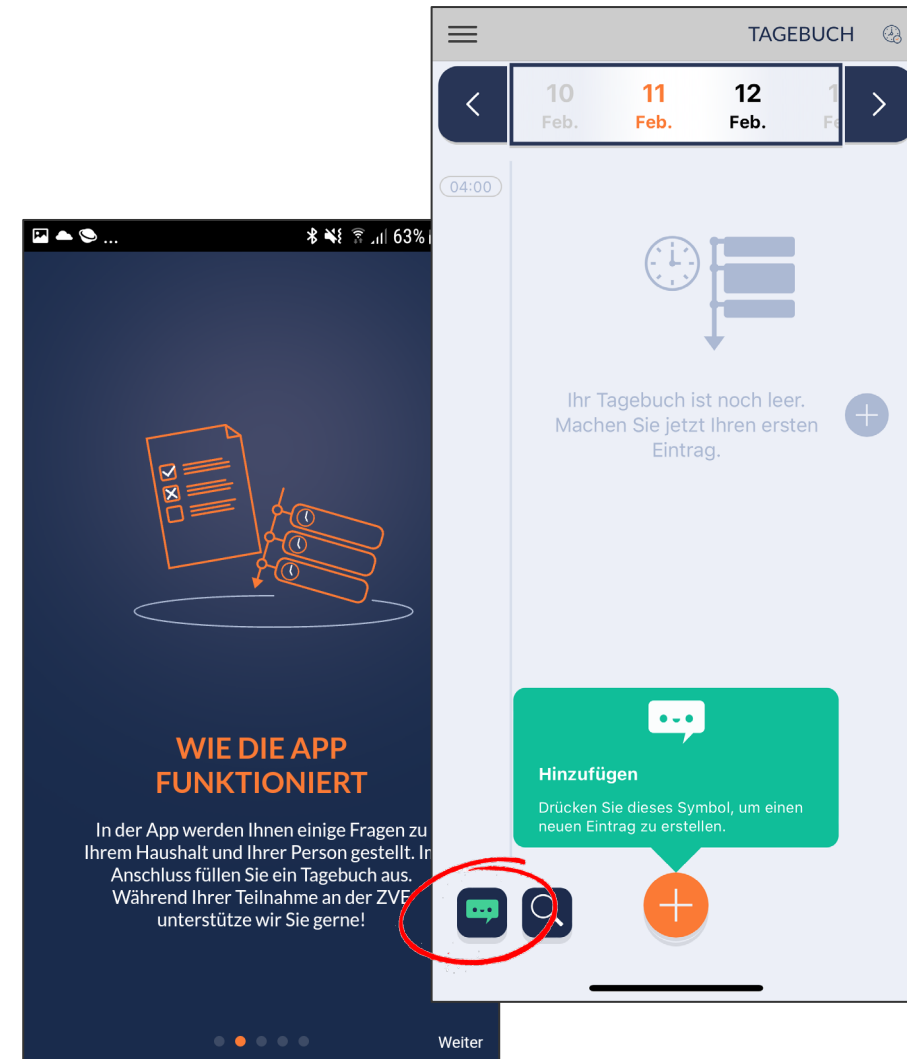 TAGEBUCH
10
Feb.
11
Feb.
12
Feb.
04:00
Ihr Tagebuch ist noch leer.
Machen Sie jetzt Ihren ersten
Eintrag.
Hinzufügen
Drücken Sie dieses Symbol, um einen
neuen Eintrag zu erstellen.
... 63%
WIE DIE APP
FUNKTIONIERT
In der App werden Ihnen einige Fragen zu
Ihrem Haushalt und Ihrer Person gestellt.
Anschluss füllen Sie ein Tagebuch aus.
Während Ihrer Teilnahme an der ZVE
unterstütze wir Sie gerne!
Weiter